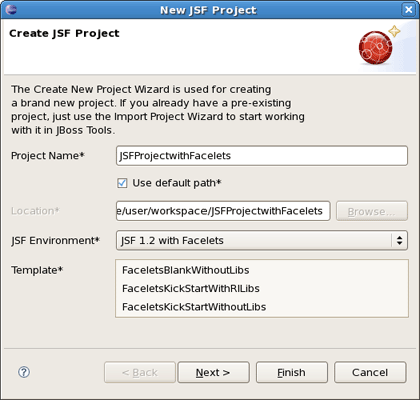 New JSF Project
Create JSF Project
The Create New Project Wizard is used for creating
a brand new project. If you already have a pre-existing
project, just use the Import Project Wizard to start working
with it in JBoss Tools.
Project Name* JSFProjectwithFacelets
Use default path*
Location* e/user/workspace/JSFProjectwithFacelets Browse...
JSF Environment* JSF 1.2 with Facelets
Template* FaceletsBlankWithoutLibs
FaceletsKickStartWithRILibs
FaceletsKickStartWithoutLibs
? < Back Next > Finish Cancel